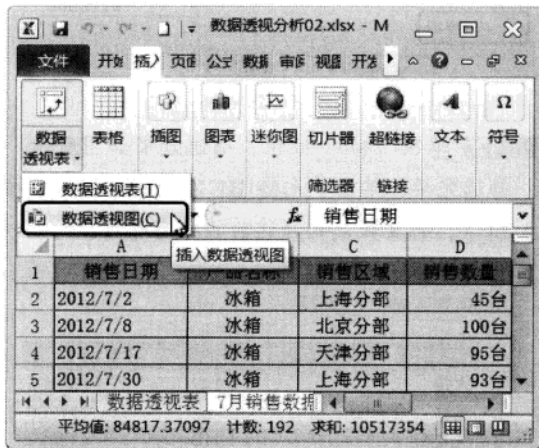 数据透视分析02.xlsx - M
文件 开始 插入 页面 公式 数据 审阅 视图 开发
数据透视表 表格 插图 图表 迷你图 切片器 超链接 文本 符号
筛选器 链接
数据透视表(T)
数据透视图(C)
fx 销售日期
插入数据透视图
A C D
1 销售日期 产品名称 销售区域 销售数量
2 2012/7/2 冰箱 上海分部 45台
3 2012/7/8 冰箱 北京分部 100台
4 2012/7/17 冰箱 天津分部 95台
5 2012/7/30 冰箱 上海分部 93台
数据透视表 7月销售数据
平均值: 84817.37097 计数: 192 求和: 10517354